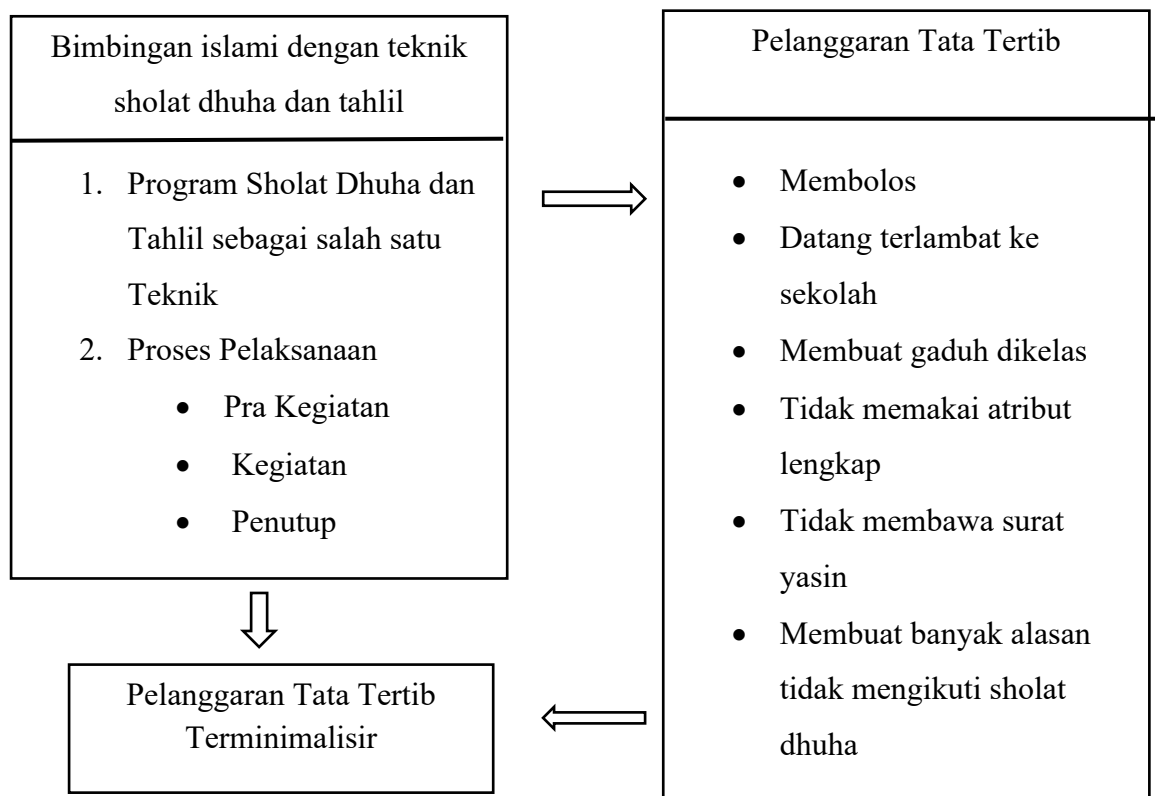 Bimbingan islami dengan teknik
sholat dhuha dan tahlil
1. Program Sholat Dhuha dan
Tahlil sebagai salah satu
Teknik
2. Proses Pelaksanaan
• Pra Kegiatan
• Kegiatan
• Penutup
Pelanggaran Tata Tertib
• Membolos
• Datang terlambat ke
sekolah
• Membuat gaduh dikelas
• Tidak memakai atribut
lengkap
• Tidak membawa surat
yasin
• Membuat banyak alasan
tidak mengikuti sholat
dhuha
Pelanggaran Tata Tertib
Terminimalisir